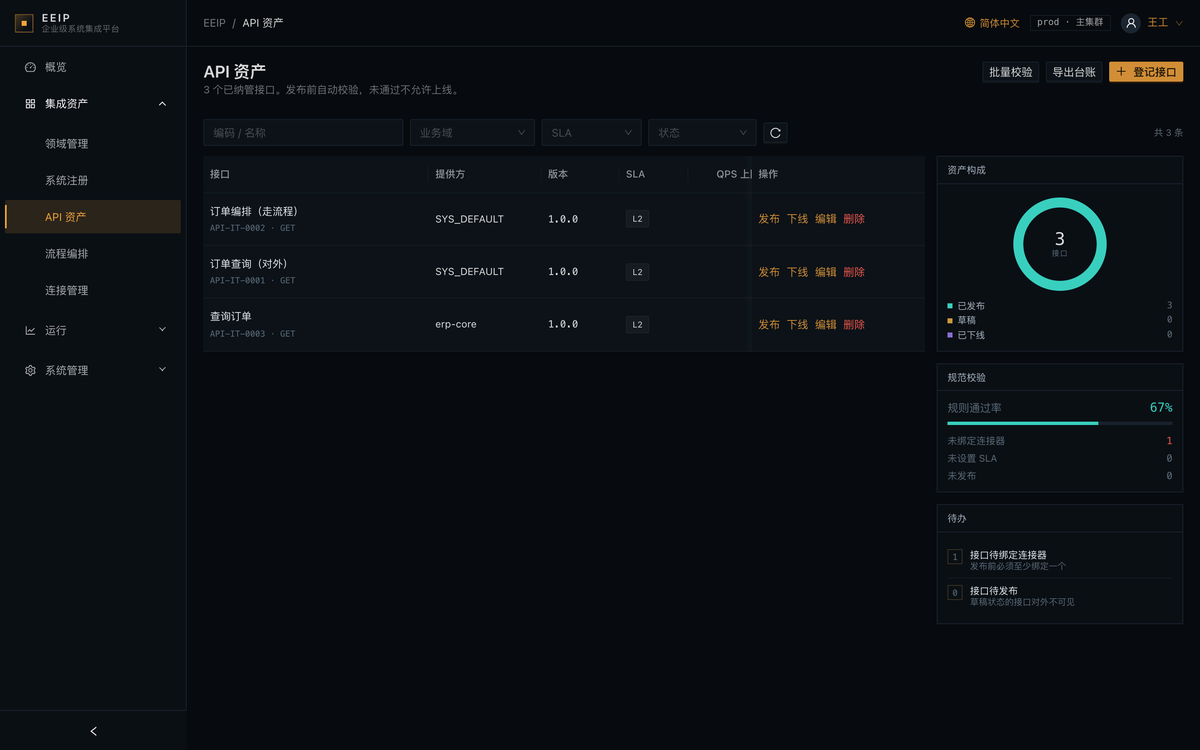 EEIP
企业级系统集成平台
概览
集成资产
领域管理
系统注册
API 资产
流程编排
连接管理
运行
系统管理
EEIP / API 资产
简体中文
prod · 主集群
王工
API 资产
3 个已纳管接口。发布前自动校验，未通过不允许上线。
批量校验
导出台账
登记接口
编码 / 名称
业务域
SLA
状态
共 3 条
接口 提供方 版本 SLA QPS 上 操作
订单编排（走流程）
API-IT-0002 · GET
SYS_DEFAULT 1.0.0 L2 发布 下线 编辑 删除
订单查询（对外）
API-IT-0001 · GET
SYS_DEFAULT 1.0.0 L2 发布 下线 编辑 删除
查询订单
API-IT-0003 · GET
erp-core 1.0.0 L2 发布 下线 编辑 删除
资产构成
3
接口
已发布 3
草稿 0
已下线 0
规范校验
规则通过率 67%
未绑定连接器 1
未设置 SLA 0
未发布 0
待办
1 接口待绑定连接器
发布前必须至少绑定一个
0 接口待发布
草稿状态的接口对外不可见